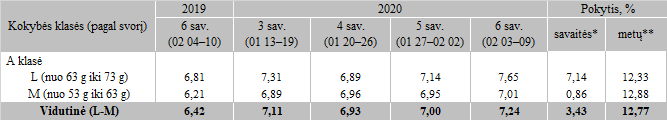 Kokybės klasės (pagal svorį) 2019 2020 Pokytis, %
6 sav. (02 04–10) 3 sav. (01 13–19) 4 sav. (01 20–26) 5 sav. (01 27–02 02) 6 sav. (02 03–09) savaitės* metų**
A klasė
L (nuo 63 g iki 73 g) 6,81 7,31 6,89 7,14 7,65 7,14 12,33
M (nuo 53 g iki 63 g) 6,21 6,89 6,96 6,95 7,01 0,86 12,88
Vidutinė (L-M) 6,42 7,11 6,93 7,00 7,24 3,43 12,77